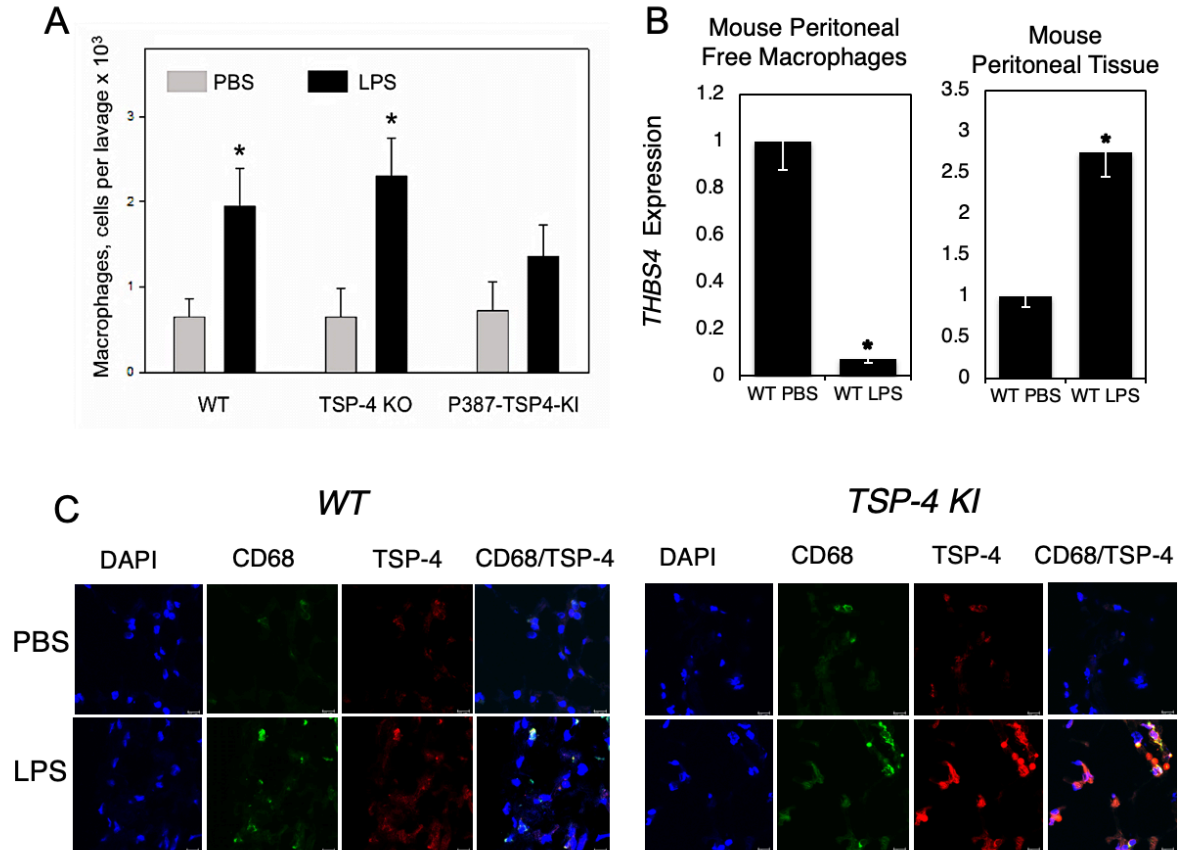 A
Macrophages, cells per lavage x 10³
3
2
1
0
PBS
LPS
*
*
WT
TSP-4 KO
P387-TSP4-KI
B
Mouse Peritoneal
Free Macrophages
THBS4 Expression
1.2
1
0.8
0.6
0.4
0.2
0
*
WT PBS
WT LPS
Mouse
Peritoneal Tissue
3.5
3
2.5
2
1.5
1
0.5
0
*
WT PBS
WT LPS
C
WT
DAPI
CD68
TSP-4
CD68/TSP-4
PBS
LPS
TSP-4 KI
DAPI
CD68
TSP-4
CD68/TSP-4